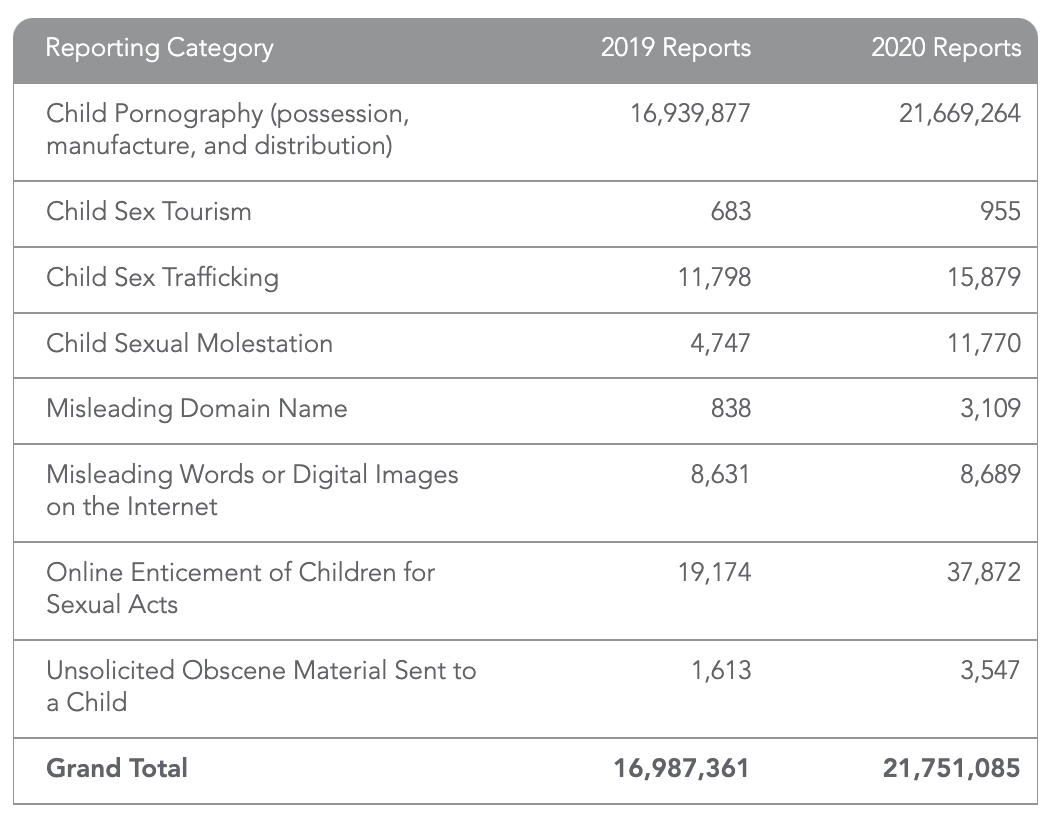 Reporting Category 2019 Reports 2020 Reports
Child Pornography (possession, 16,939,877 21,669,264
manufacture, and distribution)
Child Sex Tourism 683 955
Child Sex Trafficking 11,798 15,879
Child Sexual Molestation 4,747 11,770
Misleading Domain Name 838 3,109
Misleading Words or Digital Images 8,631 8,689
on the Internet
Online Enticement of Children for 19,174 37,872
Sexual Acts
Unsolicited Obscene Material Sent to 1,613 3,547
a Child
Grand Total 16,987,361 21,751,085